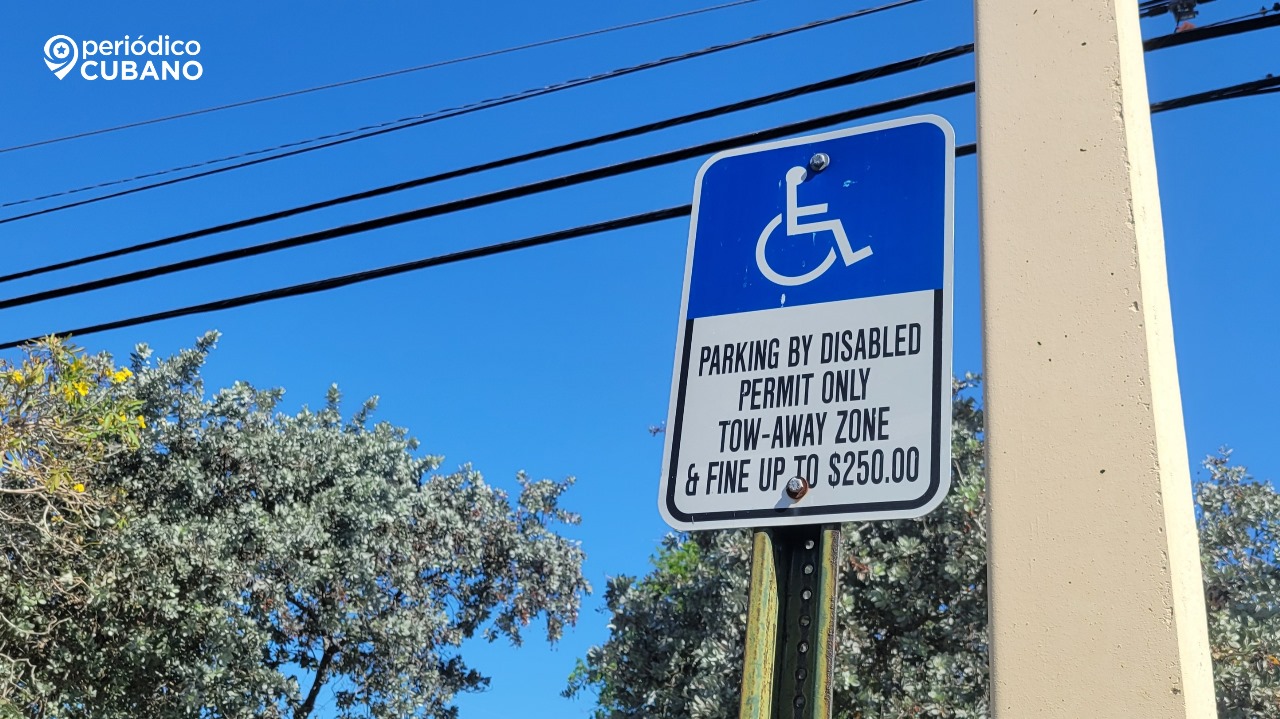 periódico
CUBANO
PARKING BY DISABLED
PERMIT ONLY
TOW-AWAY ZONE
& FINE UP TO $250.00